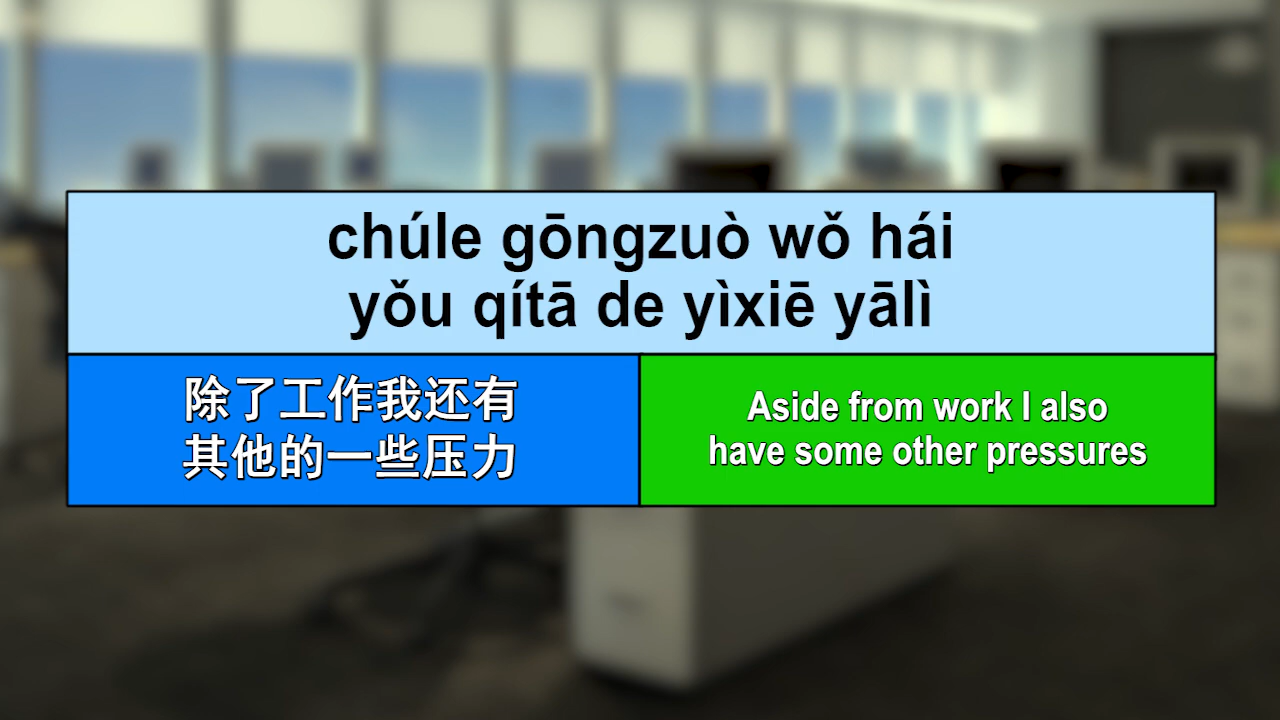 chúle gōngzuò wǒ hái
yǒu qítā de yìxiē yālì
除了工作我还有
其他的一些压力
Aside from work I also
have some other pressures